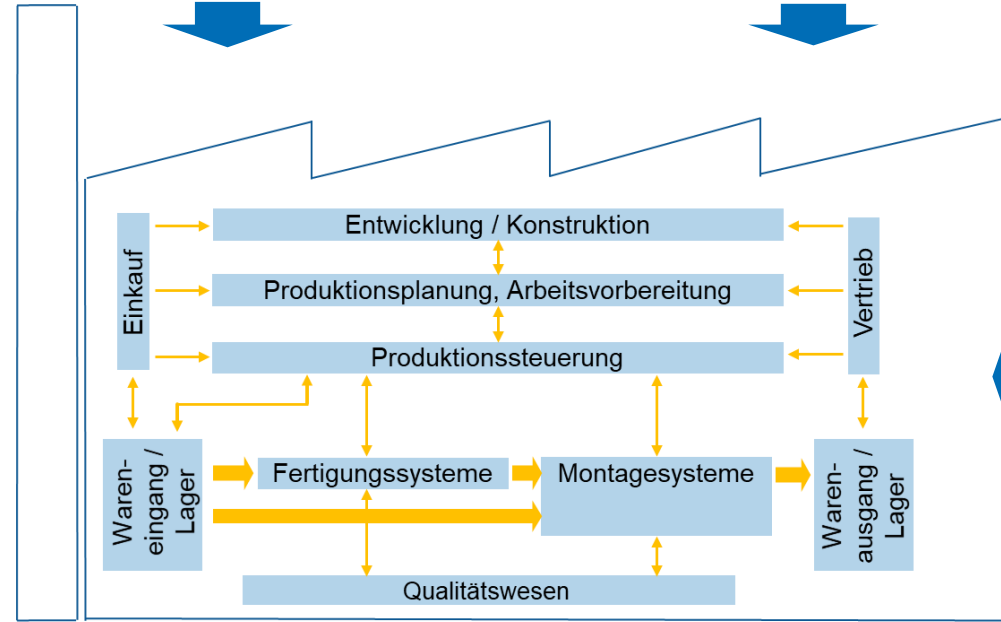 Entwicklung / Konstruktion
Einkauf
Vertrieb
Produktionsplanung, Arbeitsvorbereitung
Produktionssteuerung
Waren-
eingang /
Lager
Fertigungssysteme
Montagesysteme
Waren-
ausgang /
Lager
Qualitätswesen